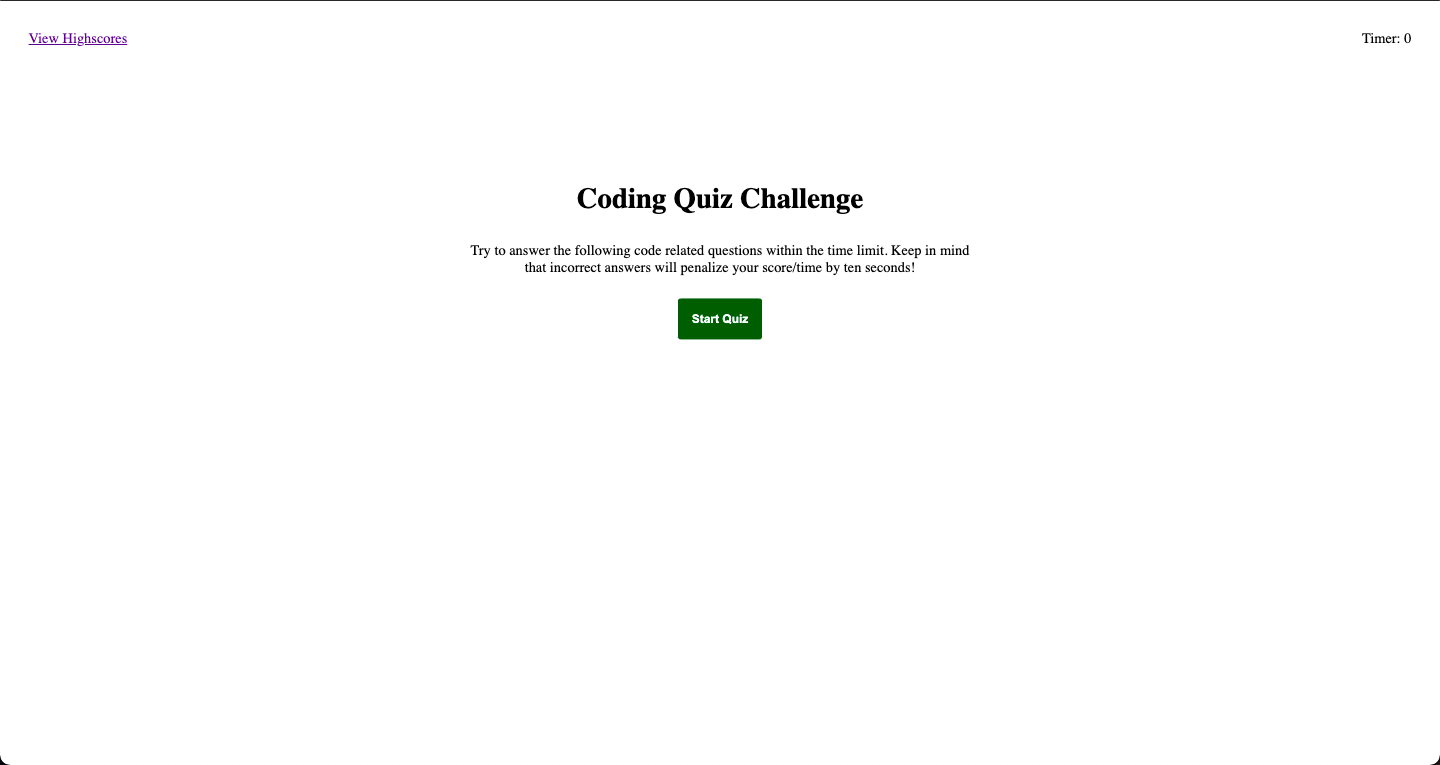 View Highscores
Timer: 0
Coding Quiz Challenge
Try to answer the following code related questions within the time limit. Keep in mind
that incorrect answers will penalize your score/time by ten seconds!
Start Quiz